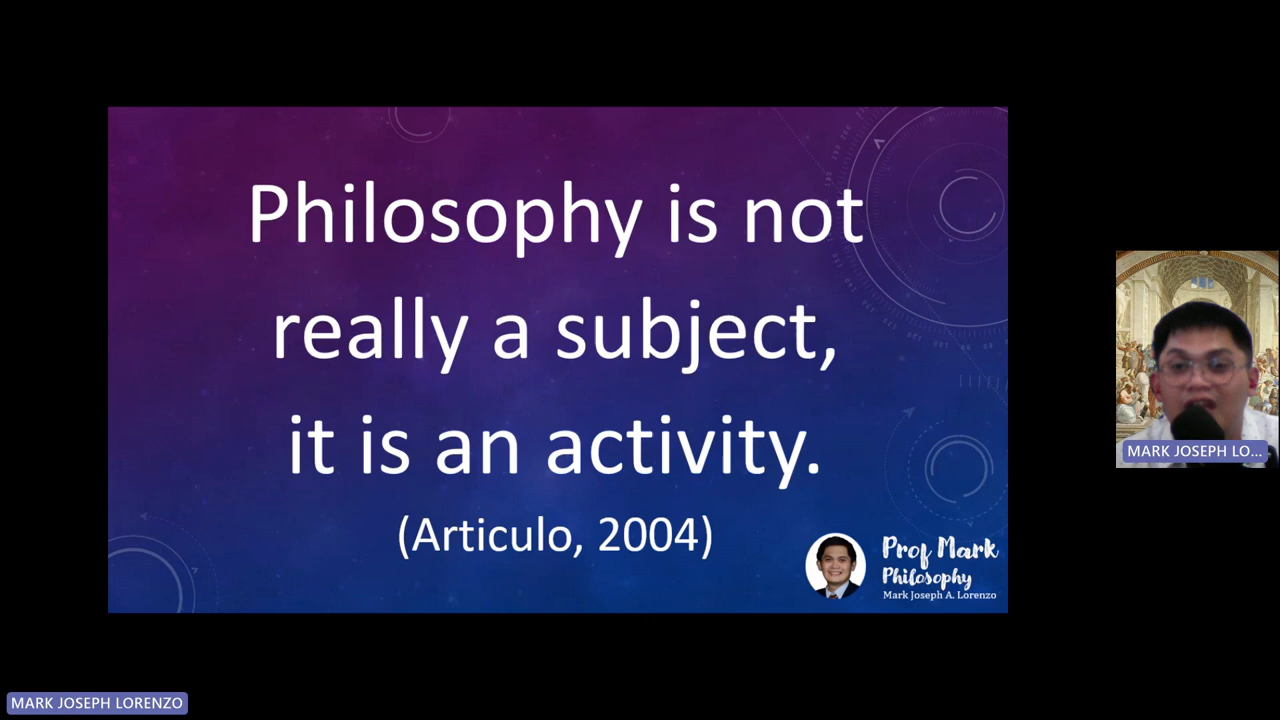 Philosophy is not
really a subject,
it is an activity.
(Articulo, 2004)
Prof Mark
Philosophy
Mark Joseph A. Lorenzo
MARK JOSEPH LO...
MARK JOSEPH LORENZO